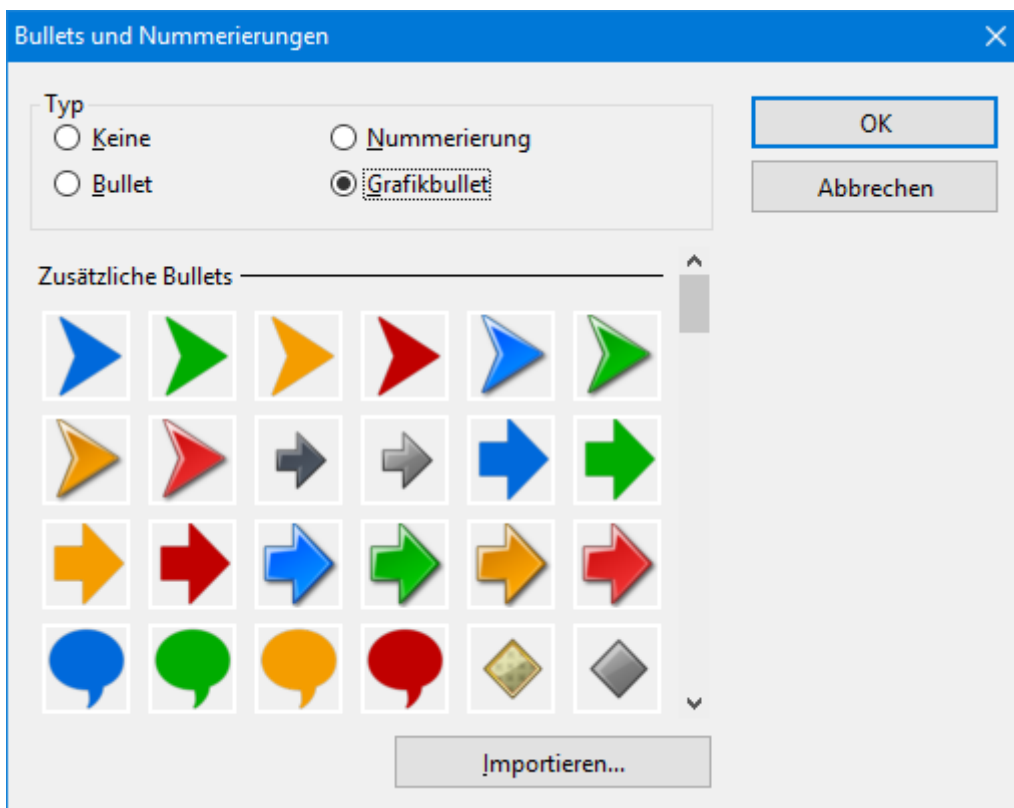 Bullets und Nummerierungen
Typ
Keine
Nummerierung
Bullet
Grafikbullet
OK
Abbrechen
Zusätzliche Bullets
Importieren...